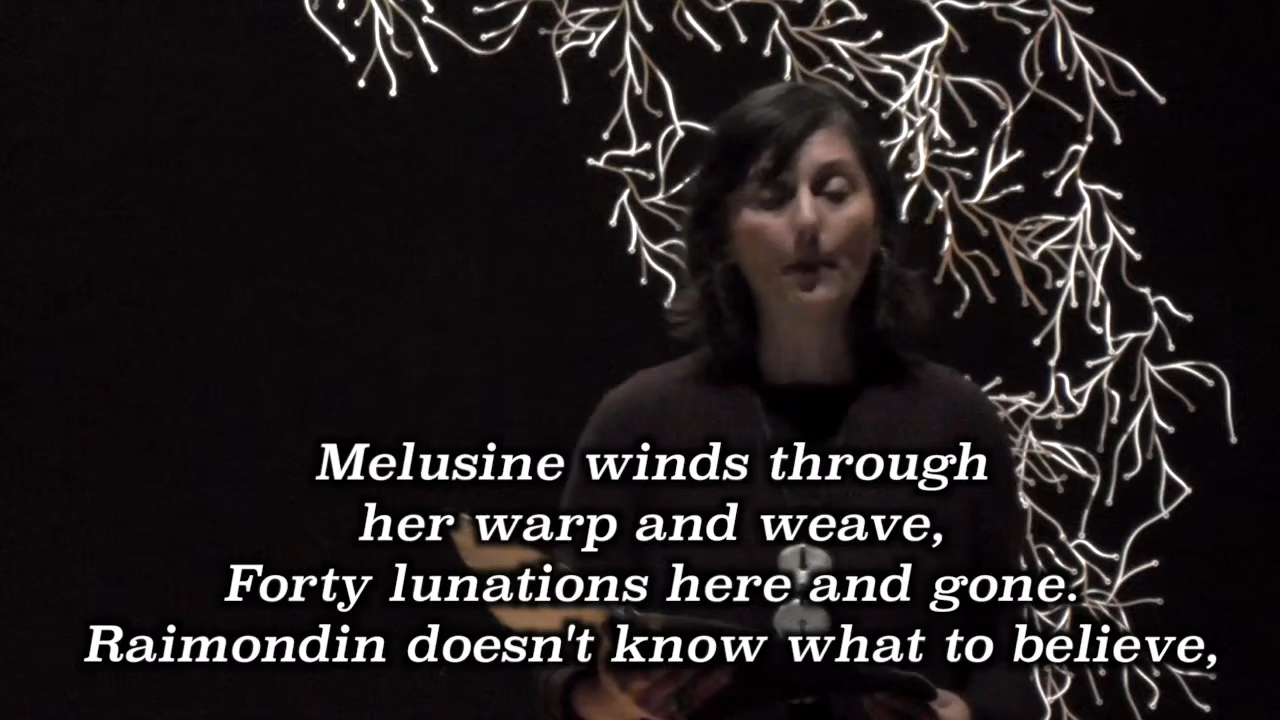 Melusine winds through
her warp and weave,
Forty lunations here and gone.
Raimondin doesn't know what to believe,